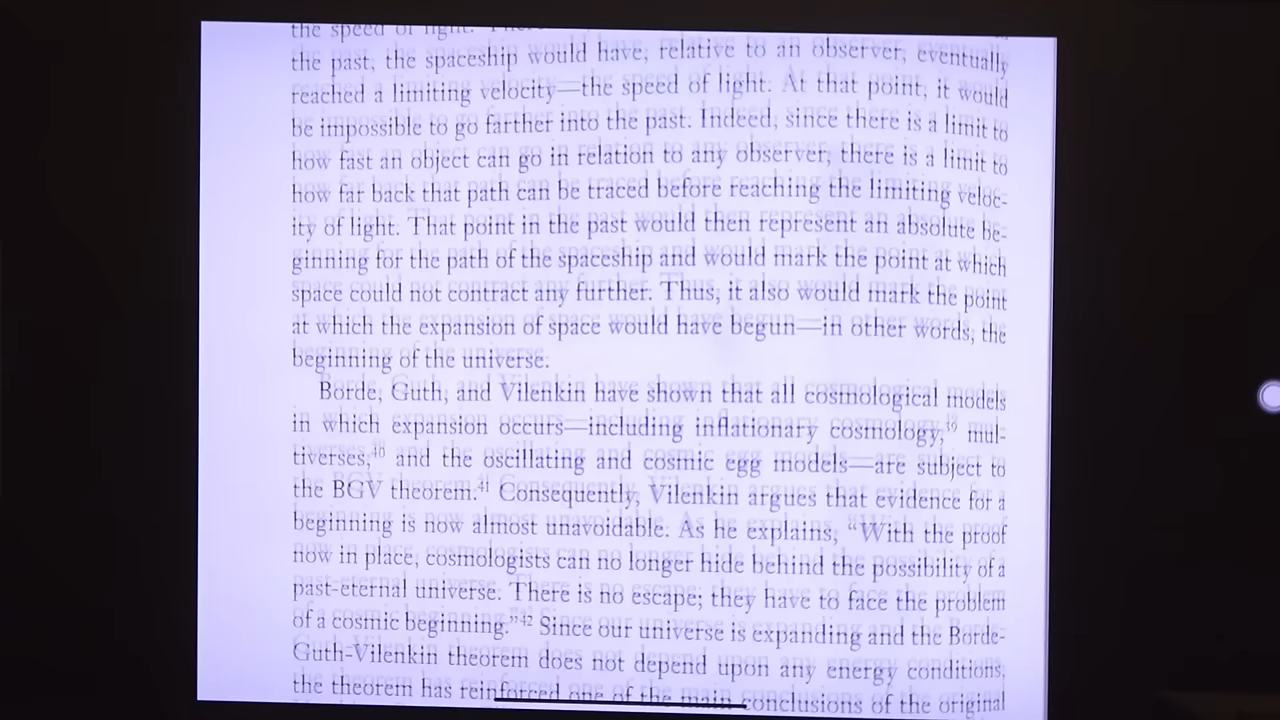 the speed of light.
the past, the spaceship would have, relative to an observer, eventually
reached a limiting velocity—the speed of light. At that point, it would
be impossible to go farther into the past. Indeed, since there is a limit to
how fast an object can go in relation to any observer, there is a limit to
how far back that path can be traced before reaching the limiting veloc-
ity of light. That point in the past would then represent an absolute be-
ginning for the path of the spaceship and would mark the point at which
space could not contract any further. Thus, it also would mark the point
at which the expansion of space would have begun—in other words, the
beginning of the universe.
Borde, Guth, and Vilenkin have shown that all cosmological models
in which expansion occurs—including inflationary cosmology,39 mul-
tiverses,40 and the oscillating and cosmic egg models—are subject to
the BGV theorem.41 Consequently, Vilenkin argues that evidence for a
beginning is now almost unavoidable. As he explains, “With the proof
now in place, cosmologists can no longer hide behind the possibility of a
past-eternal universe. There is no escape; they have to face the problem
of a cosmic beginning.”42 Since our universe is expanding and the Borde-
Guth-Vilenkin theorem does not depend upon any energy conditions,
the theorem has reinforced one of the main conclusions of the original